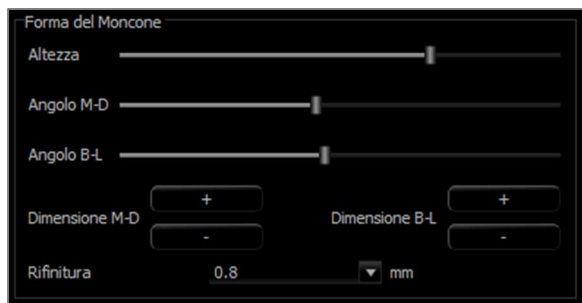 Forma del Moncone
Altezza
Angolo M-D
Angolo B-L
+ +
Dimensione M-D Dimensione B-L
- -
Rifinitura 0.8 mm